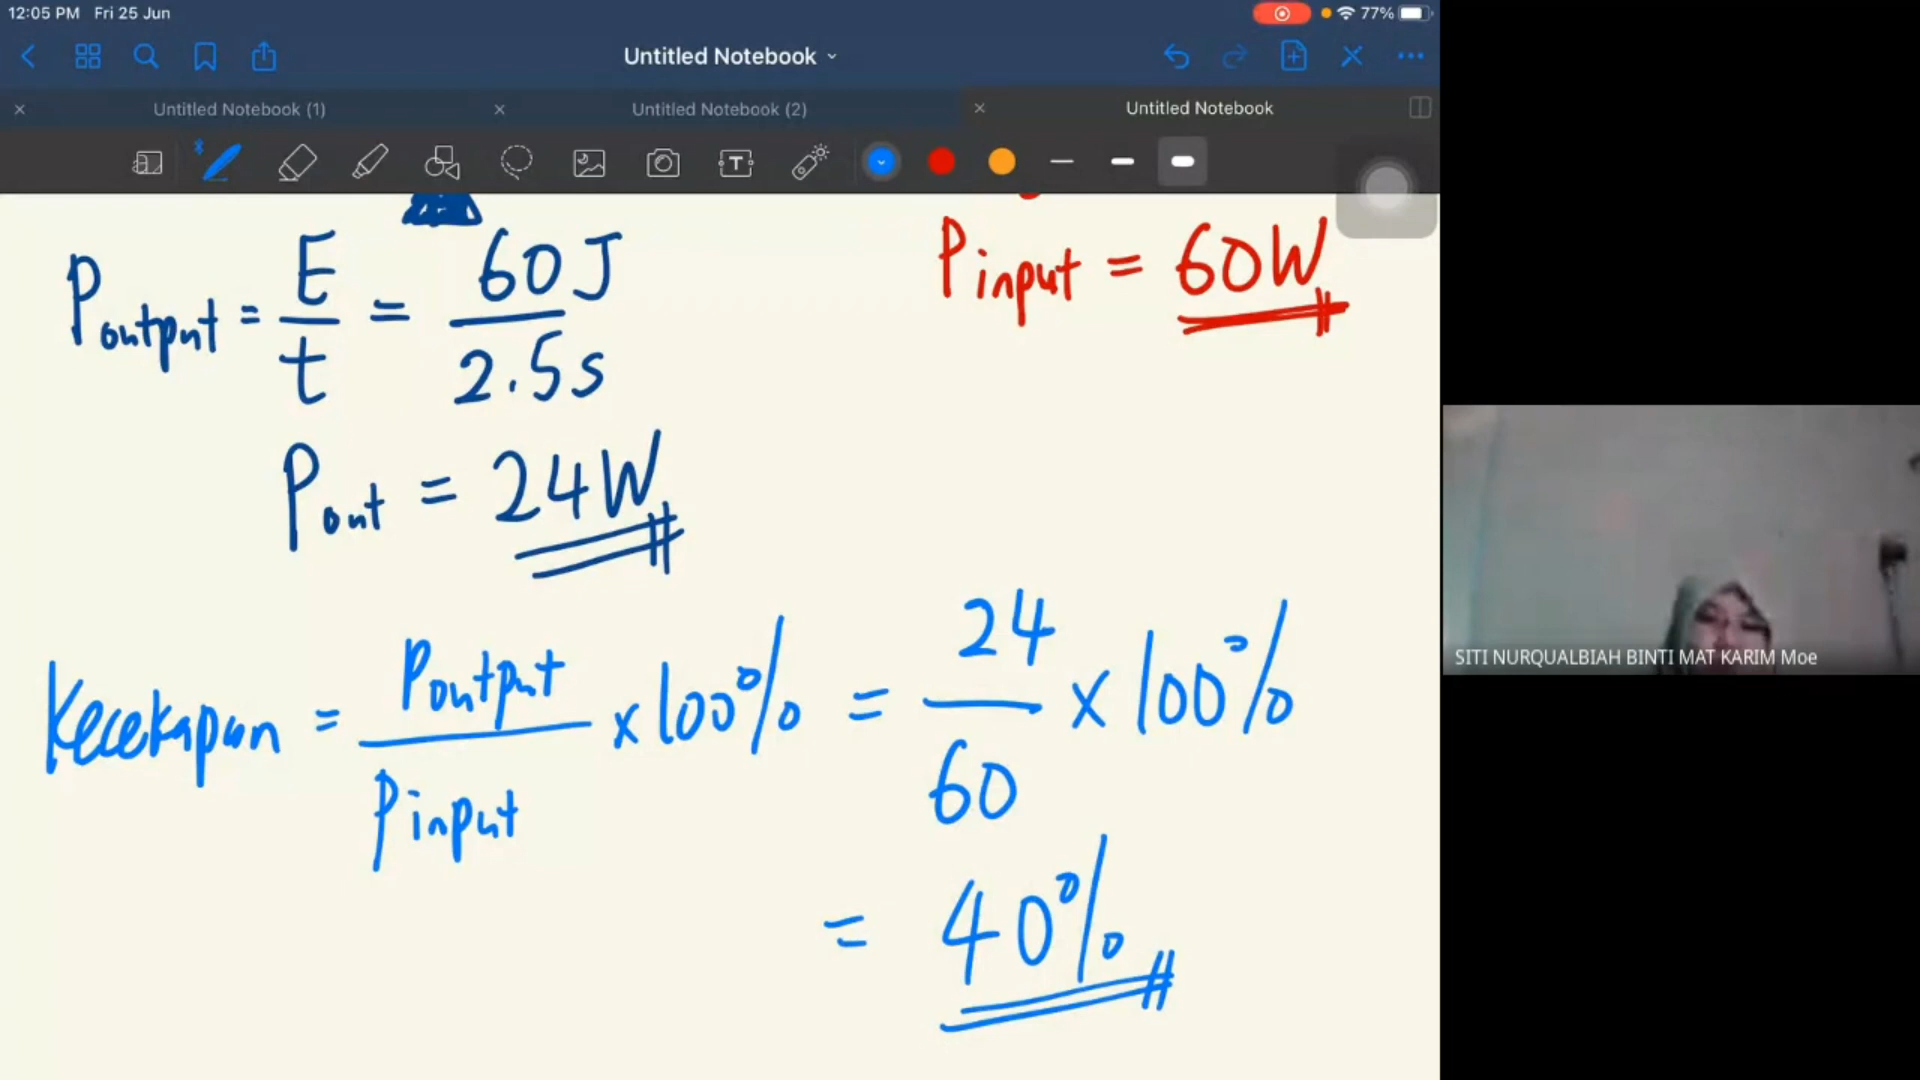 12:05 PM Fri 25 Jun
77%
Untitled Notebook
Untitled Notebook (1)
Untitled Notebook (2)
Untitled Notebook
Poutput = E/t = 60J/2.5s
Pinput = 60W
Pout = 24W
Kecekapan = Poutput/Pinput x 100% = 24/60 x 100%
= 40%
SITI NURQUALBIAH BINTI MAT KARIM Moe